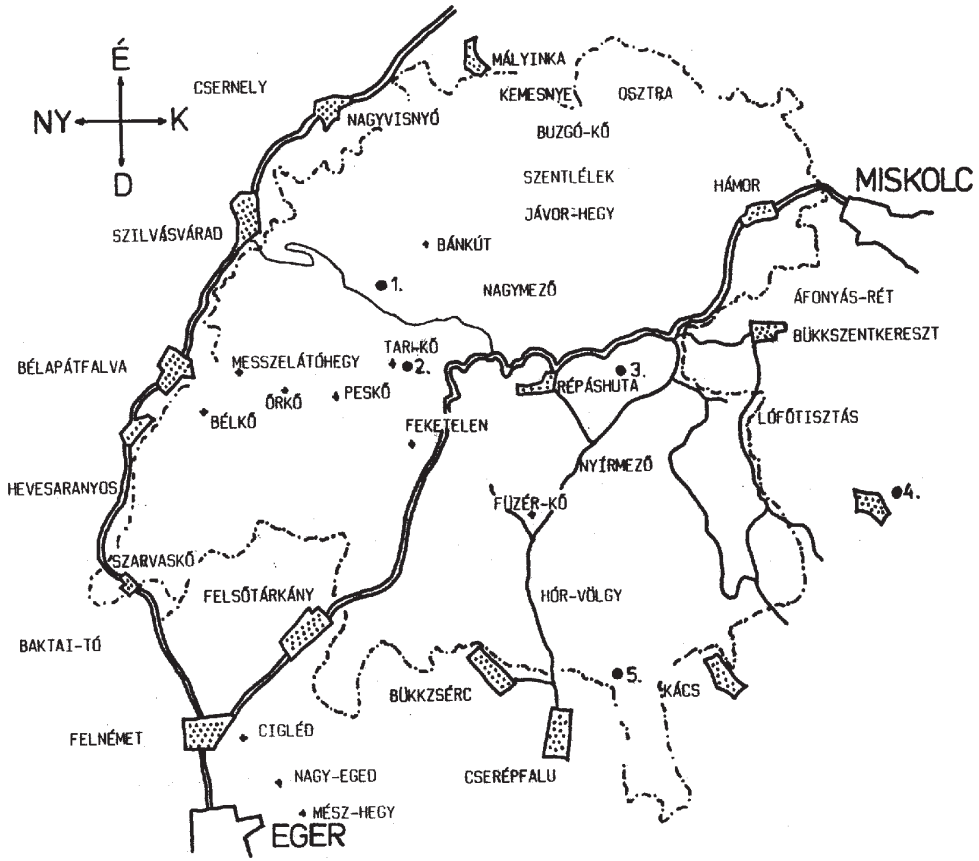 MÁLYINKA
É
CSERNELY
KEMESNYE
OSZTRA
NAGYVISNYÓ
NY
K
BUZGÓ-KŐ
D
SZENTLÉLEK
HÁMOR
MISKOLC
JÁVOR-HEGY
SZILVÁSVÁRAD
BÁNKÚT
1.
NAGYMEZŐ
ÁFONYÁS-RÉT
BÜKKSZENTKERESZT
TAR-KŐ
BÉLAPÁTFALVA
MESSZELÁTÓHEGY
2.
3.
RÉPÁSHUTA
ŐRKŐ
PESKŐ
BÉLKŐ
LÓFŐTISZTÁS
FEKETELEN
NYÍRMEZŐ
HEVESARANYOS
4.
FÜZÉR-KŐ
SZARVASKŐ
FELSŐTÁRKÁNY
HÓR-VÖLGY
BAKTAI-TÓ
5.
KÁCS
BÜKKZSÉRC
CIGLÉD
FELNÉMET
NAGY-EGED
CSERÉPFALU
MÉSZ-HEGY
EGER